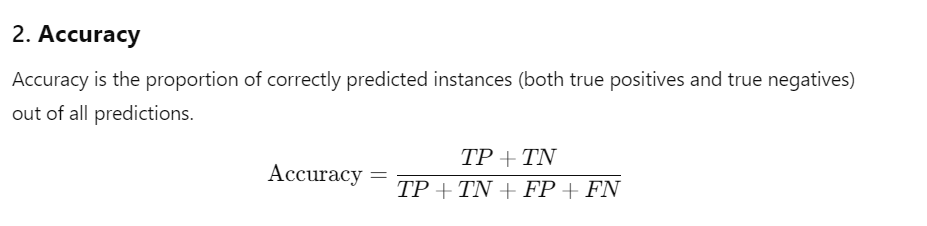 2. Accuracy
Accuracy is the proportion of correctly predicted instances (both true positives and true negatives)
out of all predictions.
Accuracy = TP + TN / TP + TN + FP + FN